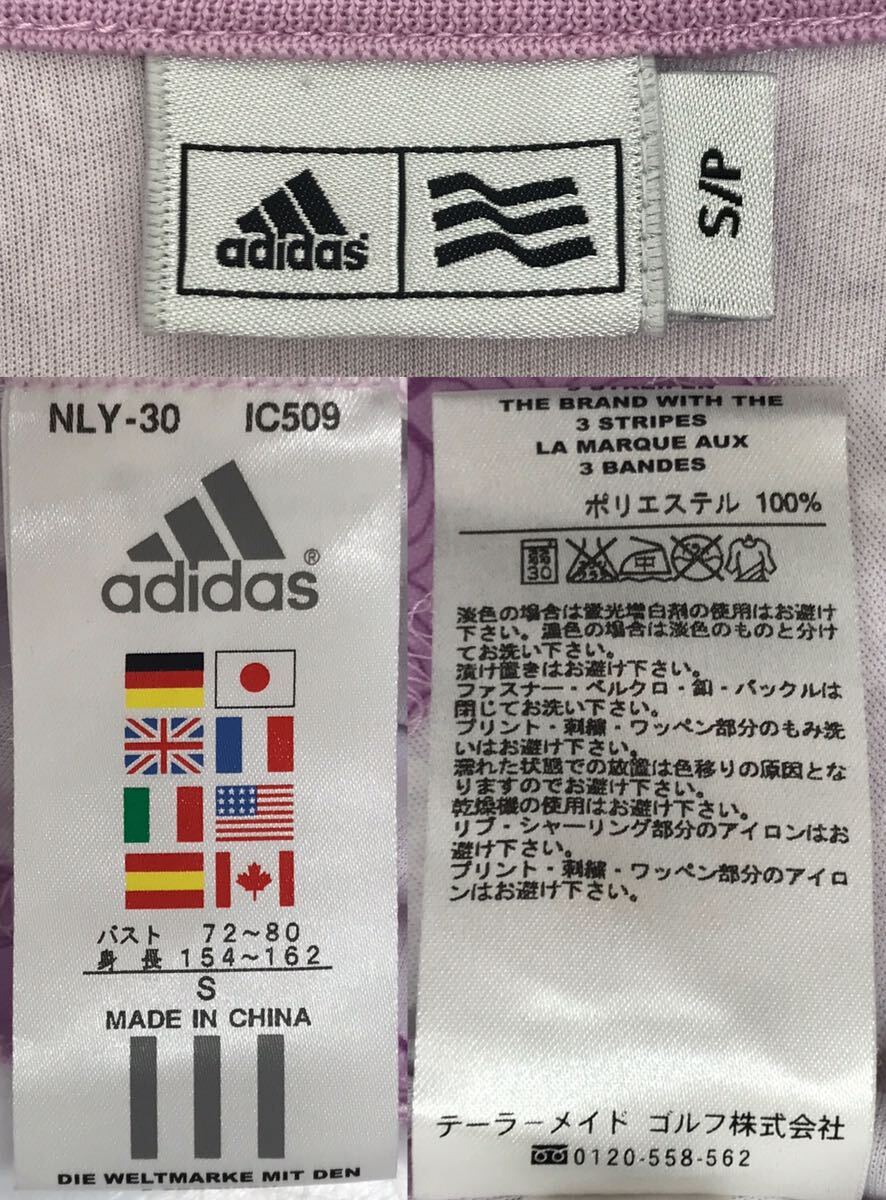 adidas
S/P
NLY-30 IC509
adidas®
バスト 72～80
身 長 154～162
S
MADE IN CHINA
DIE WELTMARKE MIT DEN
3 STREIFEN
THE BRAND WITH THE
3 STRIPES
LA MARQUE AUX
3 BANDES
ポリエステル 100%
30
中
淡色の場合は蛍光増白剤の使用はお避け
下さい。濃色の場合は淡色のものと分け
てお洗い下さい。
漬け置きはお避け下さい。
ファスナー・ベルクロ・釦・バックルは
閉じてお洗い下さい。
プリント・刺繍・ワッペン部分のもみ洗
いはお避け下さい。
濡れた状態での放置は色移りの原因とな
りますのでお避け下さい。
乾燥機の使用はお避け下さい。
リブ・シャーリング部分のアイロンはお
避け下さい。
プリント・刺繍・ワッペン部分のアイロ
ンはお避け下さい。
テーラーメイド ゴルフ株式会社
0120-558-562